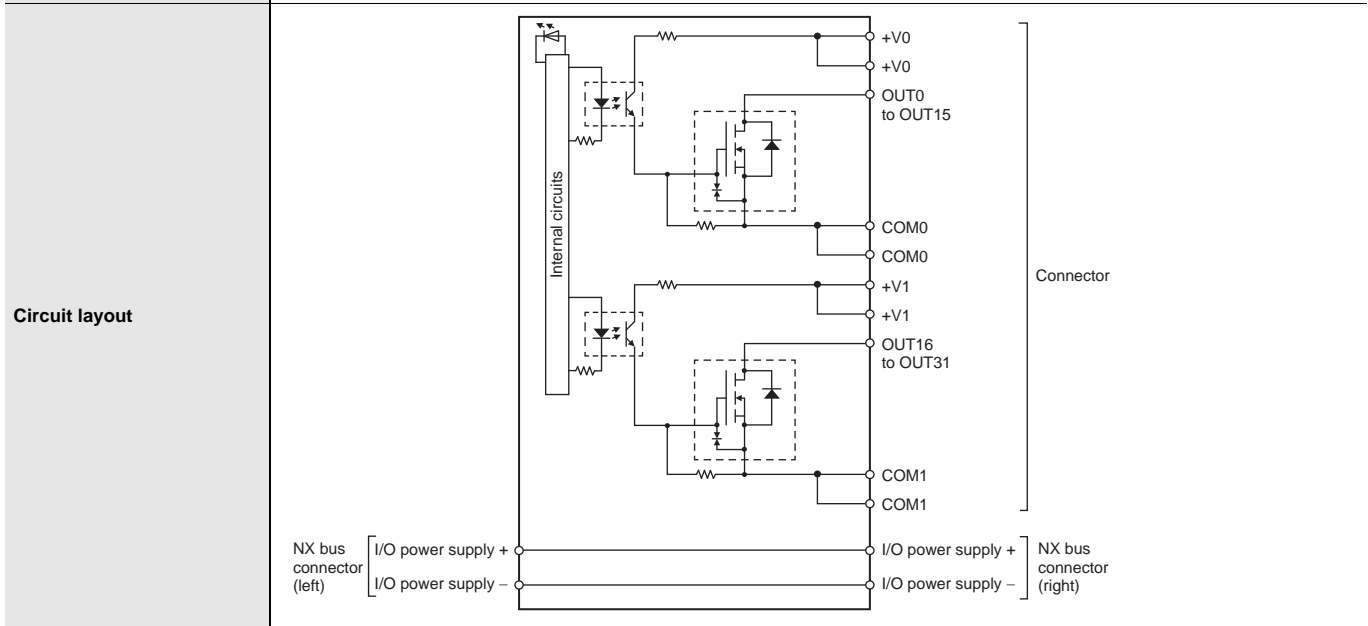 Circuit layout
Internal circuits
+V0
+V0
OUT0
to OUT15
COM0
COM0
+V1
+V1
OUT16
to OUT31
COM1
COM1
Connector
NX bus
connector
(left)
I/O power supply +
I/O power supply −
I/O power supply +
I/O power supply −
NX bus
connector
(right)